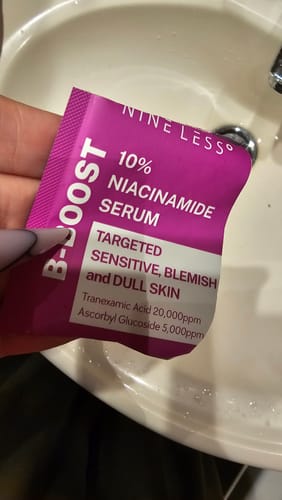 NINE LESS°
B-BOOST
10%
NIACINAMIDE
SERUM
TARGETED
SENSITIVE, BLEMISH
and DULL SKIN
Tranexamic Acid 20,000ppm
Ascorbyl Glucoside 5,000ppm